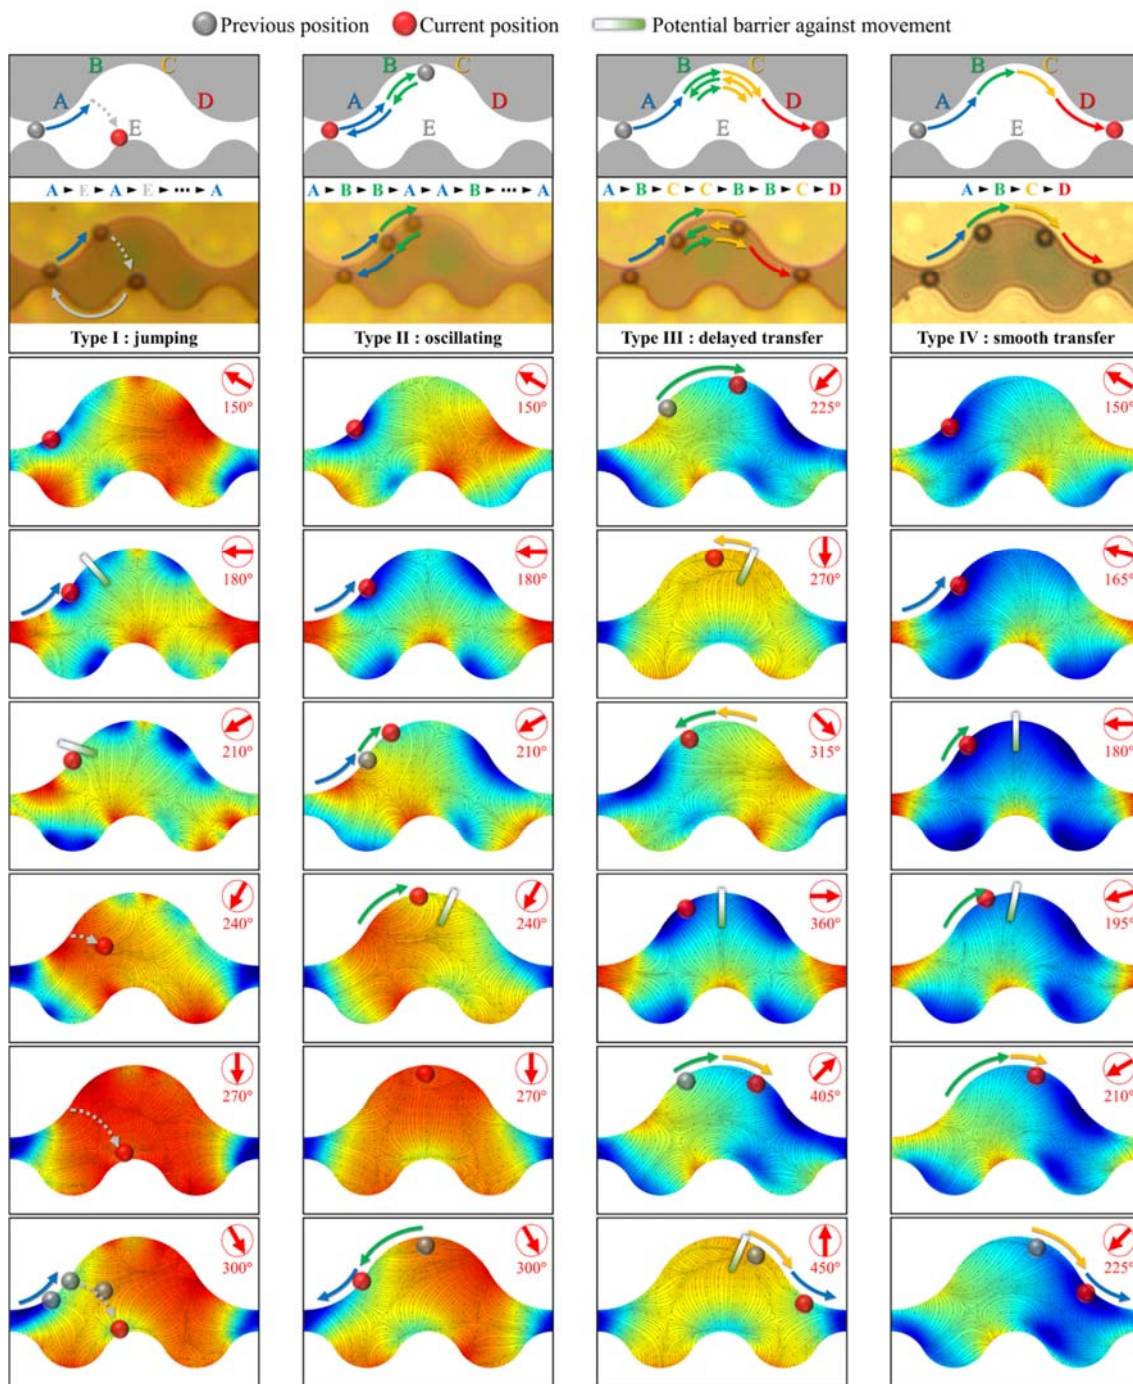 Previous position Current position Potential barrier against movement
B C B C B C B C
A D A D A D A D
E E E E
A ► E ► A ► E ► ··· ► A A ► B ► B ► A ► A ► B ► ··· ► A A ► B ► C ► C ► B ► B ► C ► D A ► B ► C ► D
Type I : jumping Type II : oscillating Type III : delayed transfer Type IV : smooth transfer
150° 150° 225° 150°
180° 180° 270° 165°
210° 210° 315° 180°
240° 240° 360° 195°
270° 270° 405° 210°
300° 300° 450° 225°